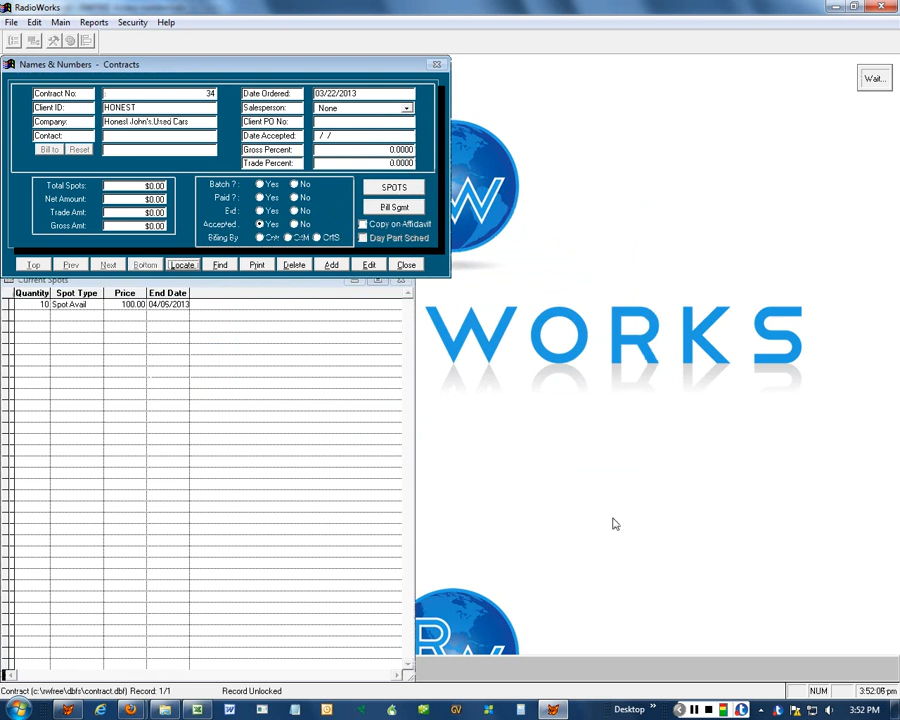 RadioWorks
File Edit Main Reports Security Help
Names & Numbers - Contracts
Wait...
Contract No: 34 Date Ordered: 03/22/2013
Client ID: HONEST Salesperson: None
Company: Honest John's Used Cars Client PO No:
Contact: Date Accepted: / /
Bill to Reset Gross Percent: 0.0000
Trade Percent: 0.0000
Total Spots: $0.00 Batch ?: Yes No SPOTS
Net Amount: $0.00 Paid ?: Yes No Bill Sgmt
Trade Amt: $0.00 Bid : Yes No
Gross Amt: $0.00 Accepted : Yes No Copy on Affidavit
Billing By Cntr Day Part Sched
Top Prev Next Bottom Locate Find Print Delete Add Edit Close
Current Spots
Quantity Spot Type Price End Date
10 Spot Avail 100.00 04/05/2013
W
WORKS
R
Contract (c:\rwfree\dbfs\contract.dbf) Record: 1/1 Record Unlocked NUM 3:52:06 pm
Desktop » 3:52 PM